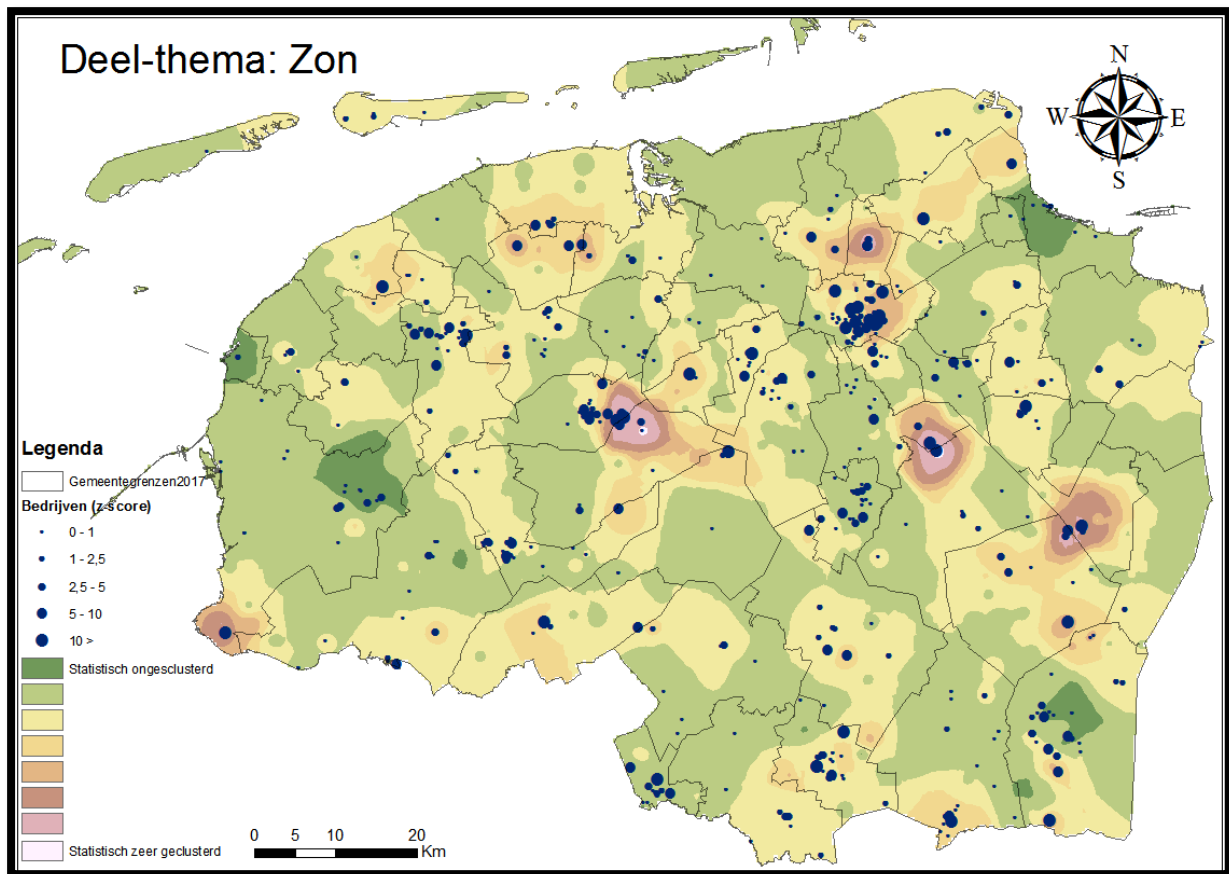 Deel-thema: Zon
N
W
E
S
Legenda
Gemeentegrenzen2017
Bedrijven (z-score)
0 - 1
1 - 2,5
2,5 - 5
5 - 10
10 >
Statistisch ongesclusterd
Statistisch zeer geclusterd
0 5 10 20
Km